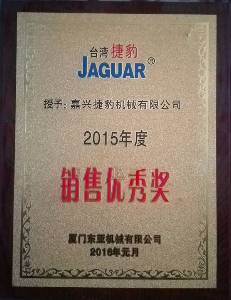 台湾 捷豹
JAGUAR®
授予：嘉兴捷豹机械有限公司
2015年度
销售优秀奖
厦门东亚机械有限公司
2016年元月